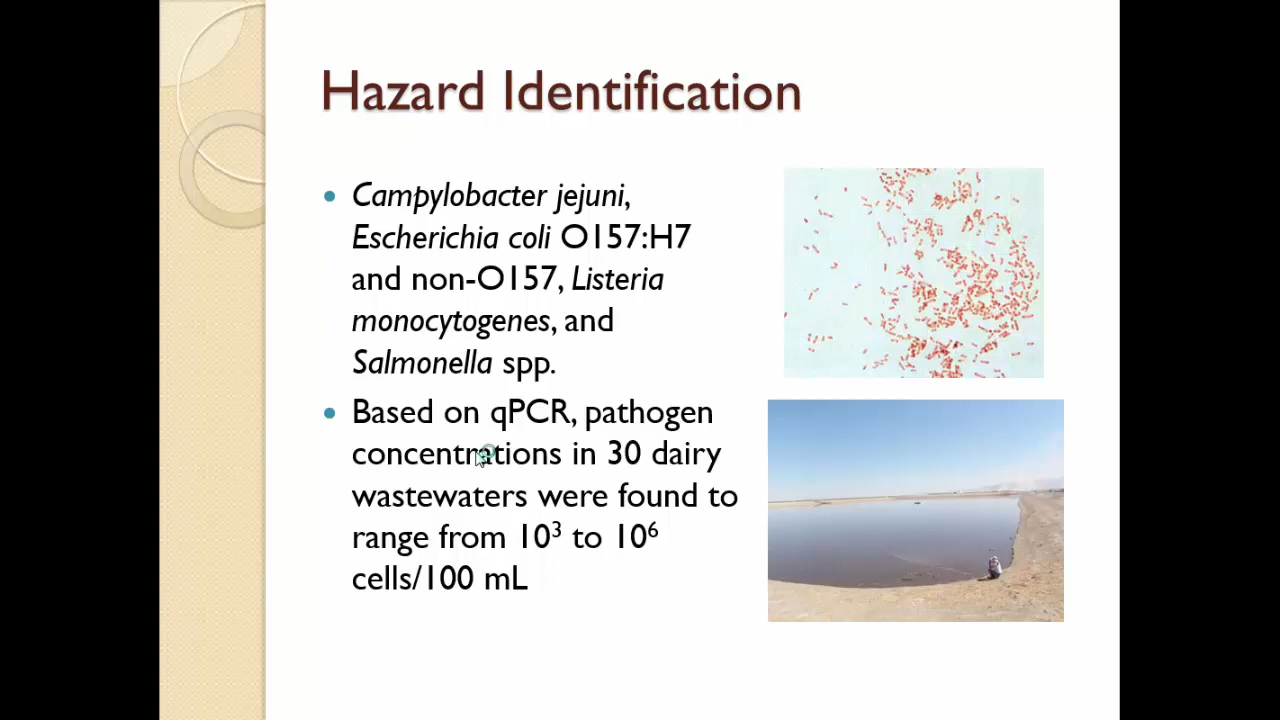 Hazard Identification
Campylobacter jejuni,
Escherichia coli O157:H7
and non-O157, Listeria
monocytogenes, and
Salmonella spp.
Based on qPCR, pathogen
concentrations in 30 dairy
wastewaters were found to
range from 10³ to 10⁶
cells/100 mL